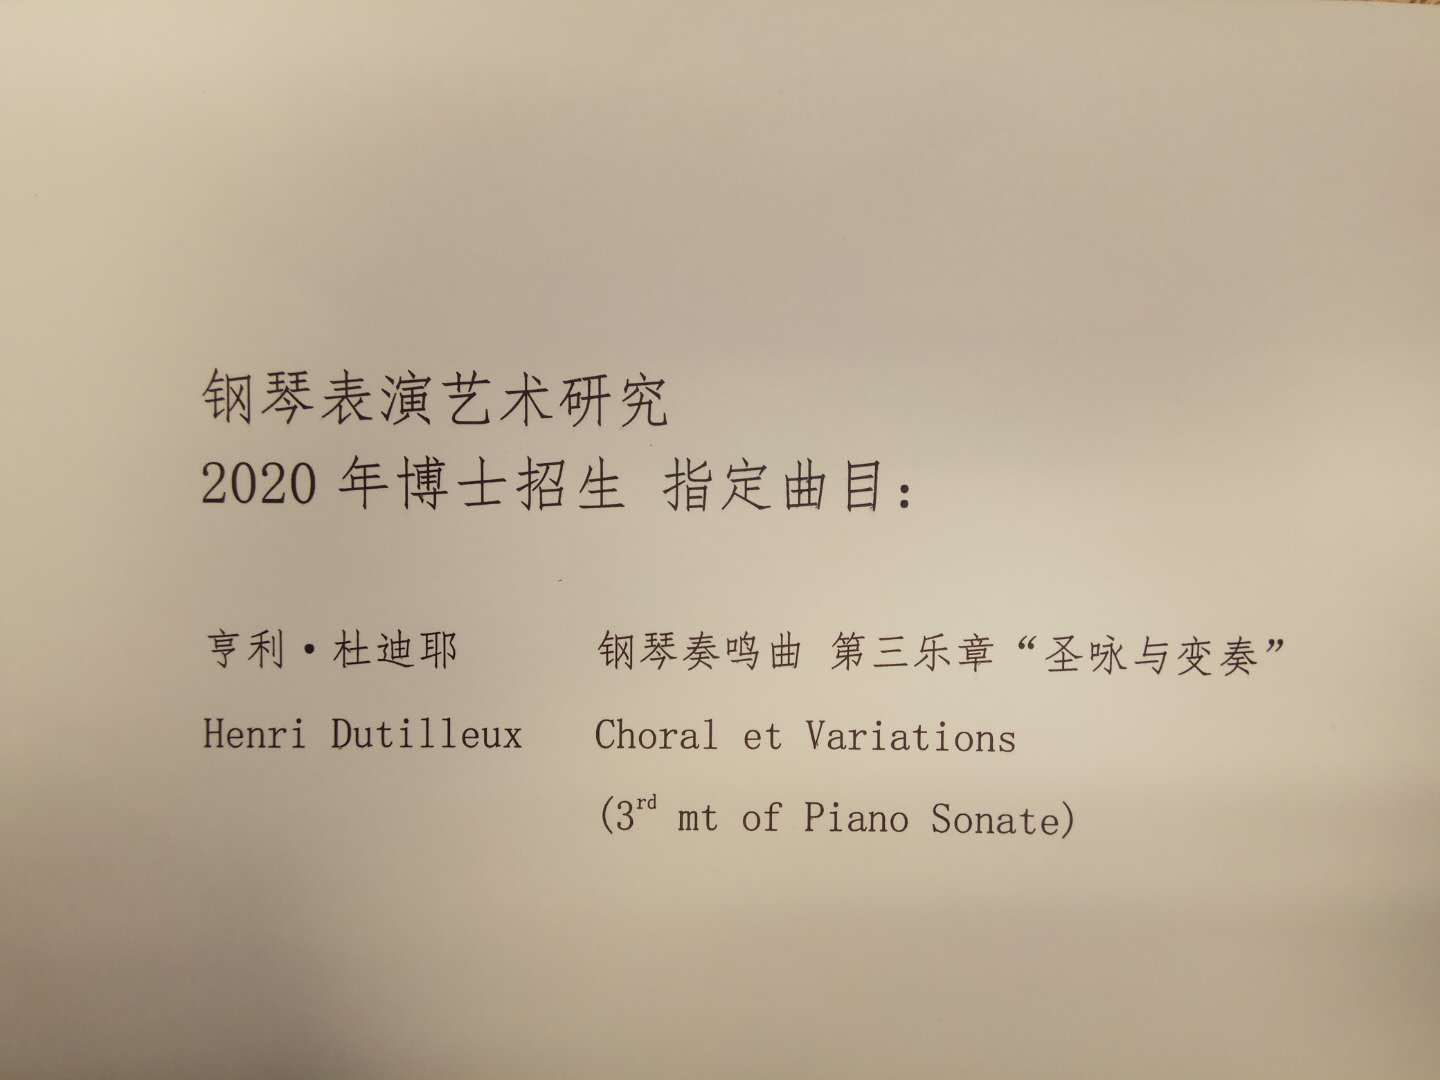 钢琴表演艺术研究
2020 年博士招生 指定曲目：
亨利·杜迪耶 钢琴奏鸣曲 第三乐章“圣咏与变奏”
Henri Dutilleux Choral et Variations
(3rd mt of Piano Sonate)